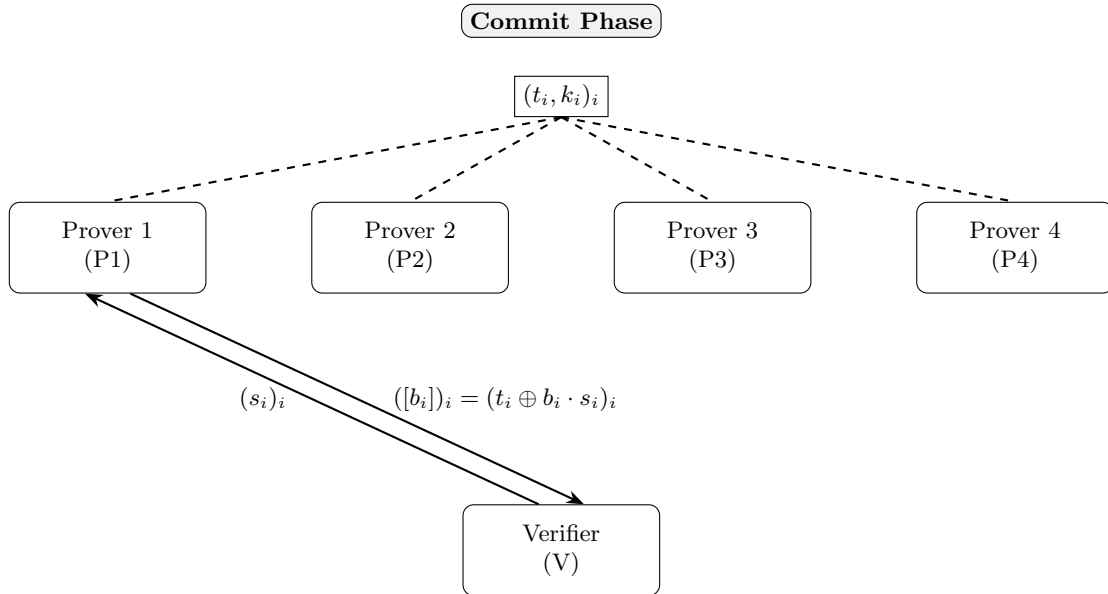 Commit Phase
(t_i, k_i)_i
Prover 1
(P1)
Prover 2
(P2)
Prover 3
(P3)
Prover 4
(P4)
(s_i)_i
([b_i])_i = (t_i ⊕ b_i · s_i)_i
Verifier
(V)